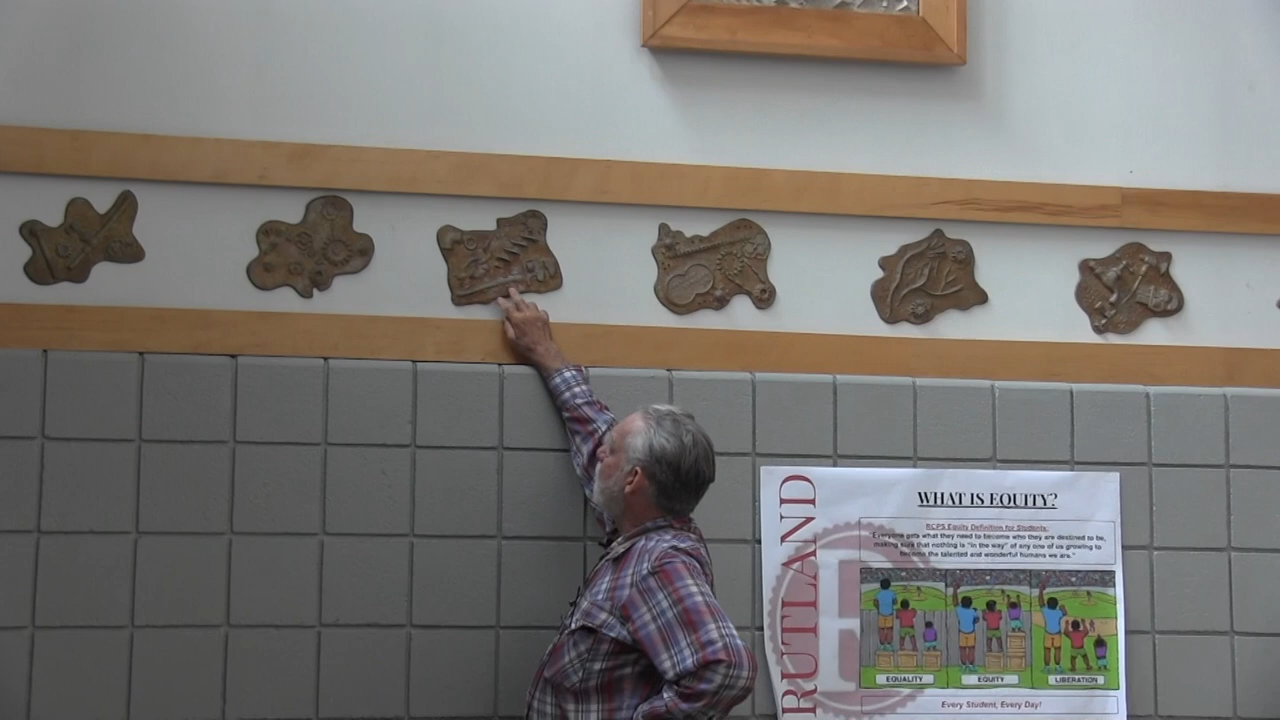 RUTLAND
WHAT IS EQUITY?
RCPS Equity Definition for Students:
"Everyone gets what they need to become who they are destined to be,
making sure that nothing is "in the way" of any one of us growing to
become the talented and wonderful humans we are."
EQUALITY
EQUITY
LIBERATION
Every Student, Every Day!